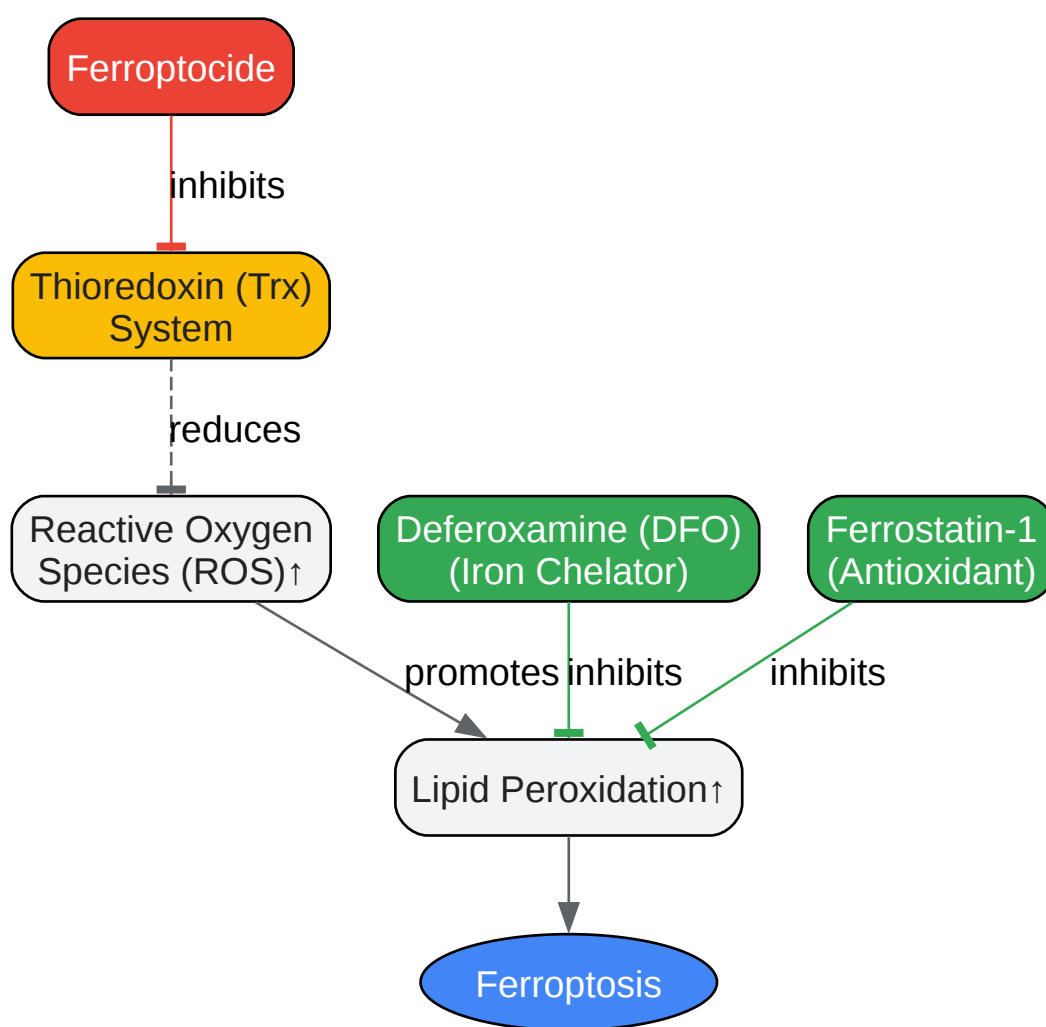 Ferroptocide
inhibits
Thioredoxin (Trx)
System
reduces
Reactive Oxygen
Species (ROS)↑
Deferoxamine (DFO)
(Iron Chelator)
Ferrostatin-1
(Antioxidant)
promotes
inhibits
inhibits
Lipid Peroxidation↑
Ferroptosis